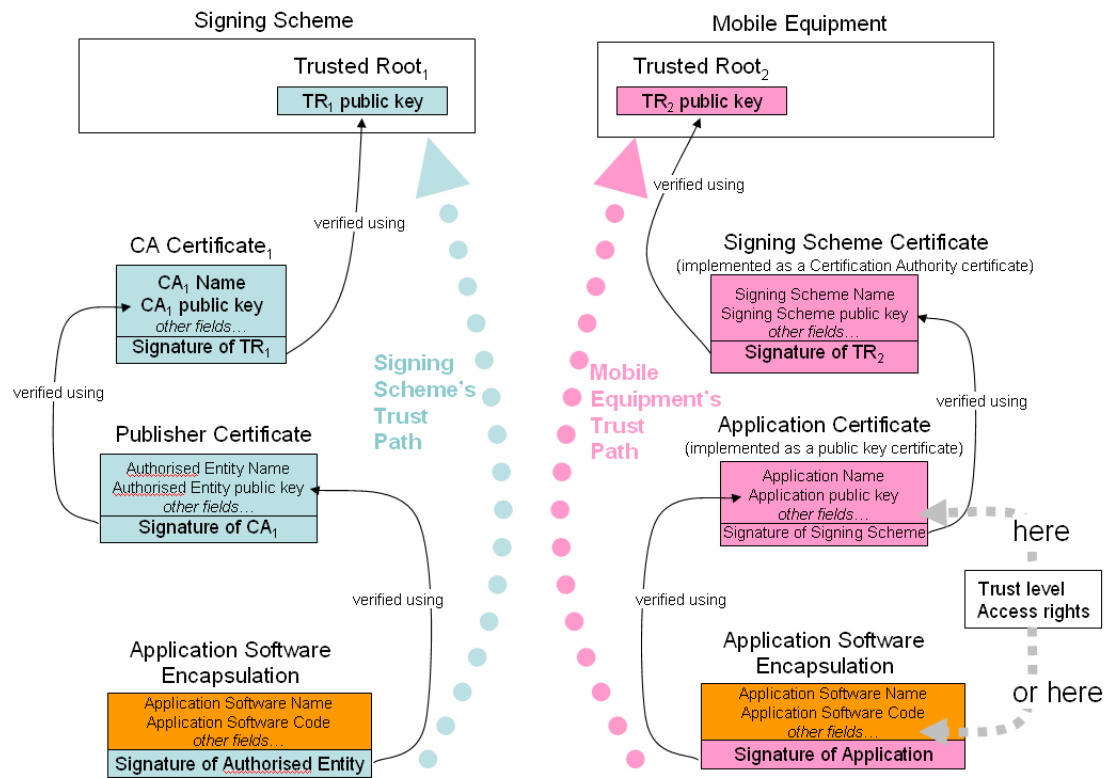 Signing Scheme
Trusted Root1
TR1 public key
verified using
CA Certificate1
CA1 Name
CA1 public key
other fields…
Signature of TR1
verified using
Publisher Certificate
Authorised Entity Name
Authorised Entity public key
other fields…
Signature of CA1
verified using
Application Software
Encapsulation
Application Software Name
Application Software Code
other fields…
Signature of Authorised Entity
Signing
Scheme's
Trust
Path
Mobile Equipment
Trusted Root2
TR2 public key
verified using
Signing Scheme Certificate
(implemented as a Certification Authority certificate)
Signing Scheme Name
Signing Scheme public key
other fields…
Signature of TR2
verified using
Mobile
Equipment's
Trust
Path
Application Certificate
(implemented as a public key certificate)
Application Name
Application public key
other fields…
Signature of Signing Scheme
here
Trust level
Access rights
or here
verified using
Application Software
Encapsulation
Application Software Name
Application Software Code
other fields…
Signature of Application